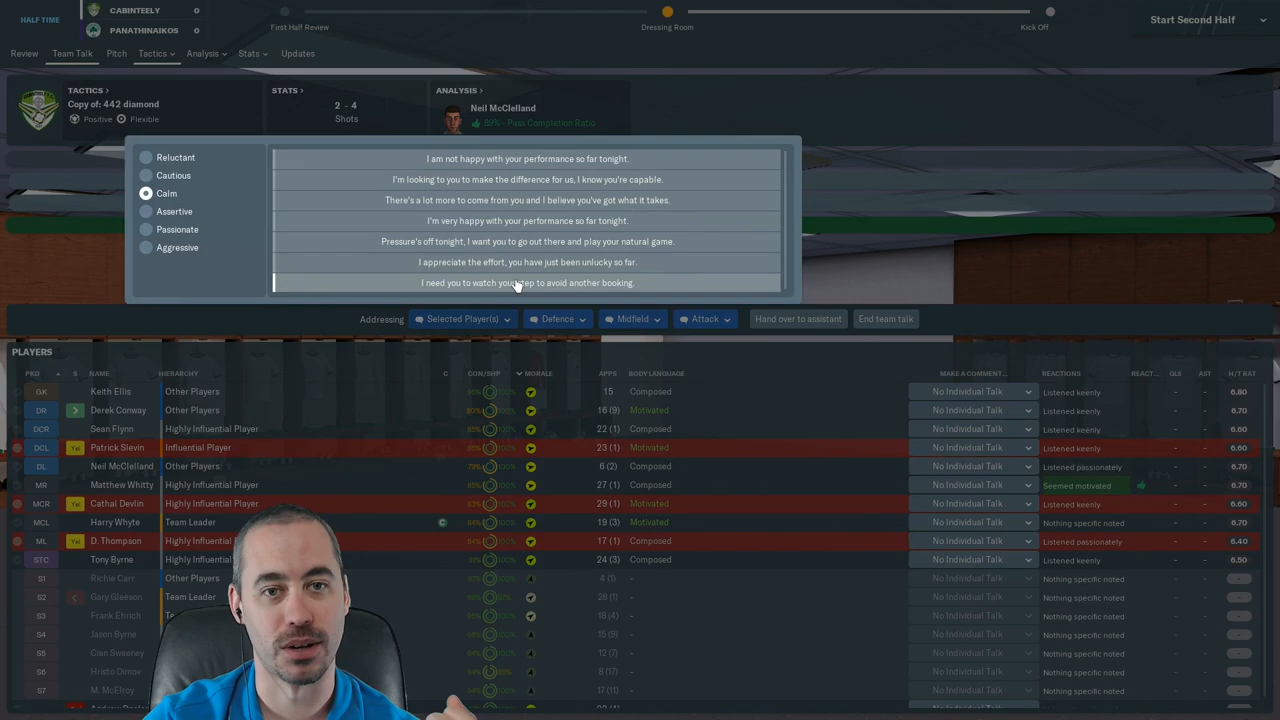 HALF TIME
CABINTEELY 0
PANATHINAIKOS 0
First Half Review
Dressing Room
Kick Off
Start Second Half
Review Team Talk Pitch Tactics Analysis Stats Updates
TACTICS >
Copy of: 442 diamond
Positive Flexible
STATS >
2 - 4
Shots
ANALYSIS >
Neil McClelland
89% - Pass Completion Ratio
Reluctant
Cautious
Calm
Assertive
Passionate
Aggressive
I am not happy with your performance so far tonight.
I'm looking to you to make the difference for us, I know you're capable.
There's a lot more to come from you and I believe you've got what it takes.
I'm very happy with your performance so far tonight.
Pressure's off tonight, I want you to go out there and play your natural game.
I appreciate the effort, you have just been unlucky so far.
I need you to watch your step to avoid another booking.
Addressing Selected Player(s) Defence Midfield Attack Hand over to assistant End team talk
PLAYERS
PKD S NAME HIERARCHY C CON/SHP MORALE APPS BODY LANGUAGE MAKE A COMMENT... REACTIONS REACT... GLS AST H/T RAT
GK Keith Ellis Other Players 15 Composed No Individual Talk Listened keenly - - 6.80
DR Derek Conway Other Players 16 (9) Motivated No Individual Talk Listened keenly - - 6.70
DCR Sean Flynn Highly Influential Player 22 (1) Composed No Individual Talk Listened keenly - - 6.60
DCL Yel Patrick Slevin Influential Player 23 (1) Motivated No Individual Talk Listened keenly - - 6.60
DL Neil McClelland Other Players 6 (2) Composed No Individual Talk Listened passionately - - 6.70
MR Matthew Whitty Highly Influential Player 27 (1) Composed No Individual Talk Seemed motivated - - 6.70
MCR Yel Cathal Devlin Highly Influential Player 29 (1) Motivated No Individual Talk Listened keenly - - 6.60
MCL Harry Whyte Team Leader C 19 (3) Motivated No Individual Talk Nothing specific noted - - 6.70
ML Yel D. Thompson Highly Influential 17 (1) Composed No Individual Talk Listened passionately - - 6.40
STC Tony Byrne Highly Influential 24 (3) Composed No Individual Talk Listened keenly - - 6.50
S1 Richie Carr Other Players 4 (1) - No Individual Talk Nothing specific noted - - -
S2 Gary Gleeson Team Leader 28 (1) - No Individual Talk Nothing specific noted - - -
S3 Frank Ehrich 18 (4) - No Individual Talk Nothing specific noted - - -
S4 Jason Byrne 15 (9) - No Individual Talk Nothing specific noted - - -
S5 Cian Sweeney 12 (7) - No Individual Talk Nothing specific noted - - -
S6 Hristo Dimov 8 (17) - No Individual Talk Nothing specific noted - - -
S7 M. McElroy 17 (11) - No Individual Talk Nothing specific noted - - -